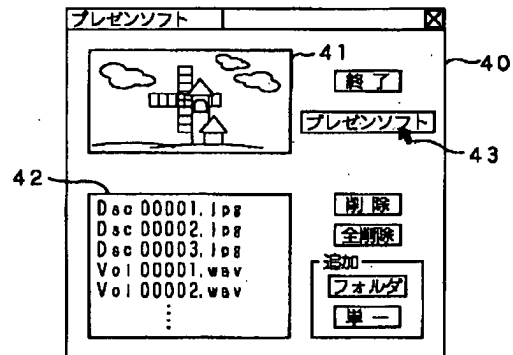 プレゼンソフト
41
終了
40
プレゼンソフト
43
42
Dsc00001.jpg
Dsc00002.jpg
Dsc00003.jpg
Vol00001.wav
Vol00002.wav
⋮
削除
全削除
追加
フォルダ
単一